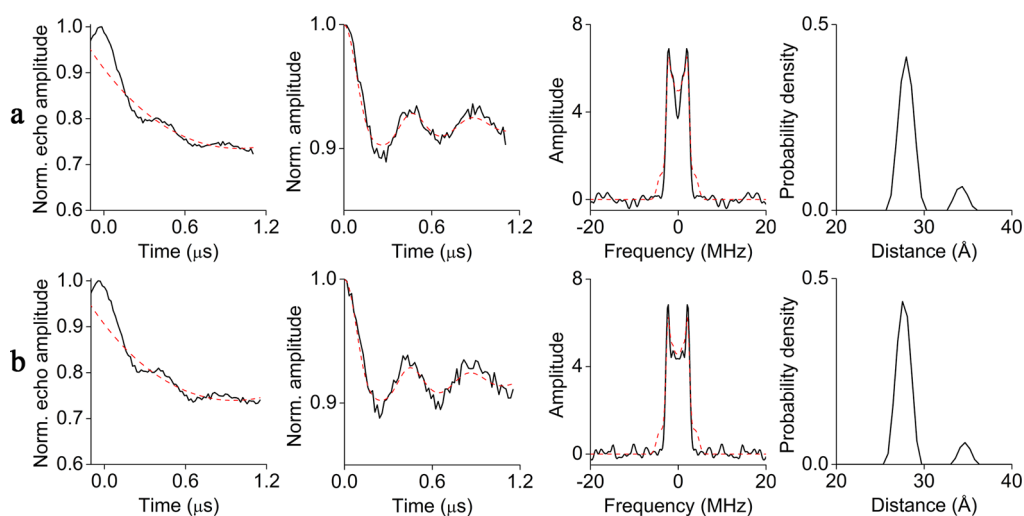 a
Norm. echo amplitude
1.0
0.9
0.8
0.7
0.6
0.0 0.6 1.2
Time (μs)
Norm. amplitude
1.0
0.9
0.0 0.6 1.2
Time (μs)
Amplitude
8
4
0
-20 0 20
Frequency (MHz)
Probability density
0.5
0.0
20 30 40
Distance (Å)
b
Norm. echo amplitude
1.0
0.9
0.8
0.7
0.6
0.0 0.6 1.2
Time (μs)
Norm. amplitude
1.0
0.9
0.0 0.6 1.2
Time (μs)
Amplitude
8
4
0
-20 0 20
Frequency (MHz)
Probability density
0.5
0.0
20 30 40
Distance (Å)